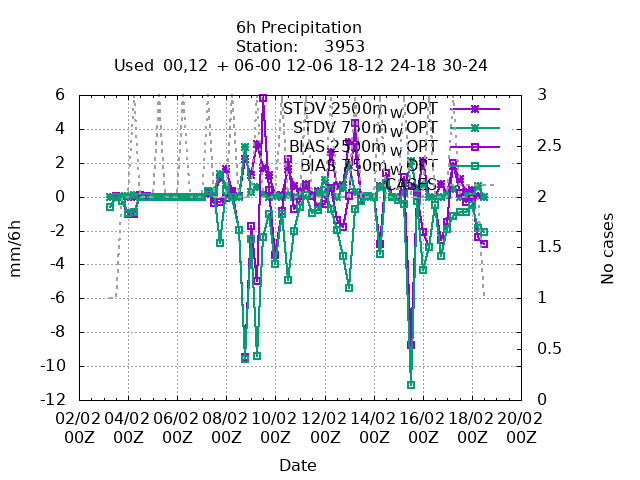 6h Precipitation
Station: 3953
Used 00,12 + 06-00 12-06 18-12 24-18 30-24
STDV 2500m_W OPT
STDV 750m_W OPT
BIAS 2500m_W OPT
BIAS 750m_W OPT
CASES
mm/6h
6
4
2
0
-2
-4
-6
-8
-10
-12
No cases
3
2.5
2
1.5
1
0.5
0
02/02 04/02 06/02 08/02 10/02 12/02 14/02 16/02 18/02 20/02
00Z 00Z 00Z 00Z 00Z 00Z 00Z 00Z 00Z 00Z
Date